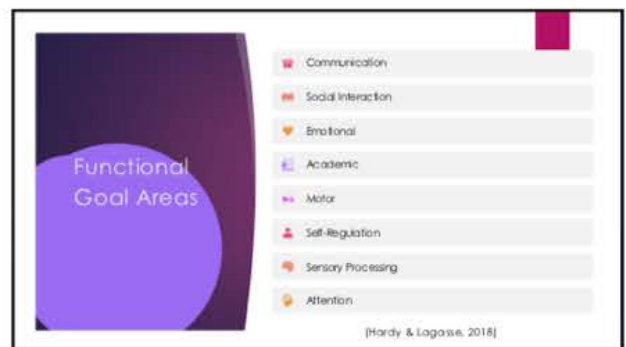 Functional
Goal Areas
Communication
Social Interaction
Emotional
Academic
Motor
Self-Regulation
Sensory Processing
Attention
(Hardy & Lagasse, 2018)